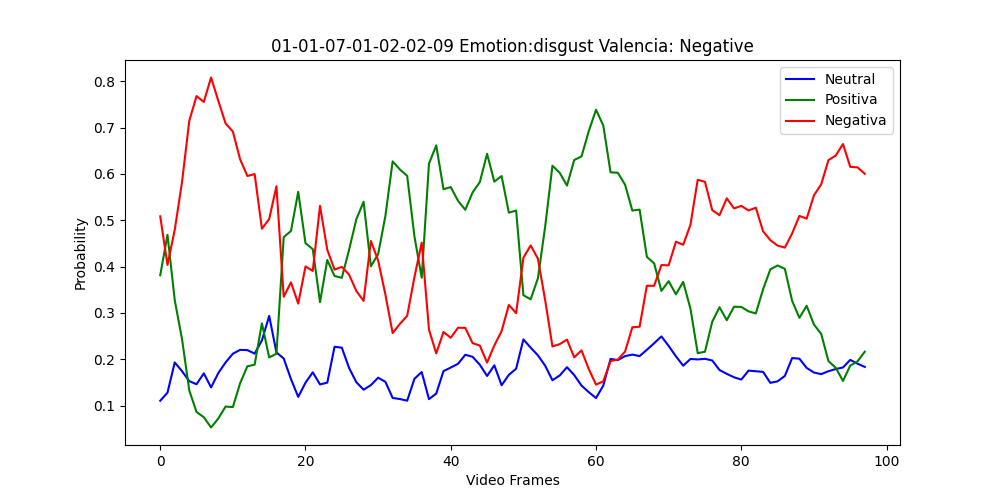 01-01-07-01-02-02-09 Emotion:disgust Valencia: Negative
Neutral
Positiva
Negativa
Probability
0.8
0.7
0.6
0.5
0.4
0.3
0.2
0.1
0 20 40 60 80 100
Video Frames